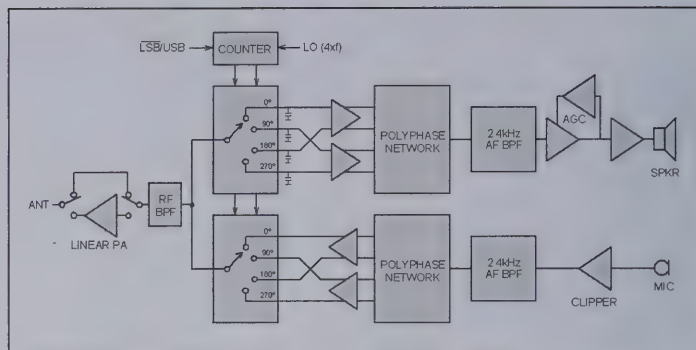 LSB/USB
COUNTER
LO (4xf)
0°
90°
180°
270°
POLYPHASE
NETWORK
2.4kHz
AF BPF
AGC
SPKR
ANT
LINEAR PA
RF
BPF
0°
90°
180°
270°
POLYPHASE
NETWORK
2.4kHz
AF BPF
CLIPPER
MIC